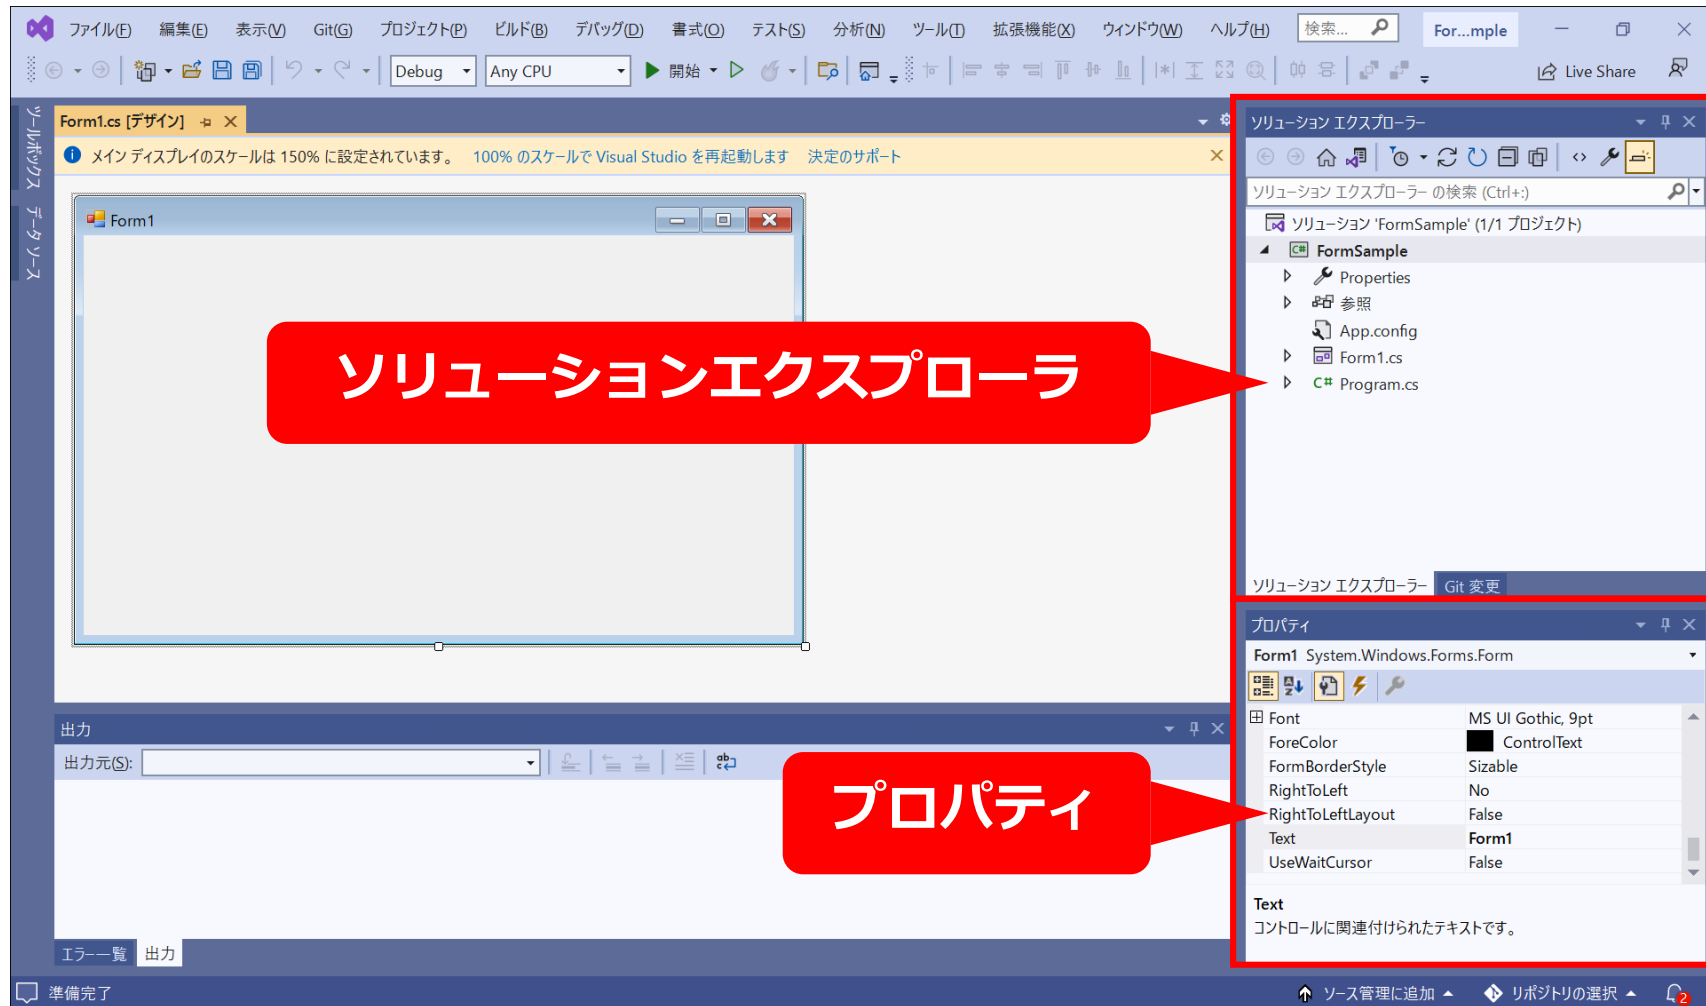 ファイル(F) 編集(E) 表示(V) Git(G) プロジェクト(P) ビルド(B) デバッグ(D) 書式(O) テスト(S) 分析(N) ツール(T) 拡張機能(X) ウィンドウ(W) ヘルプ(H) 検索... For...mple
Debug Any CPU 開始 Live Share
ツールボックス
データ ソース
Form1.cs [デザイン]
メイン ディスプレイのスケールは 150% に設定されています。 100% のスケールで Visual Studio を再起動します 決定のサポート
Form1
ソリューションエクスプローラ
ソリューション エクスプローラー
ソリューション エクスプローラー の検索 (Ctrl+:)
ソリューション 'FormSample' (1/1 プロジェクト)
C# FormSample
Properties
参照
App.config
Form1.cs
C# Program.cs
ソリューション エクスプローラー Git 変更
プロパティ
Form1 System.Windows.Forms.Form
Font MS UI Gothic, 9pt
ForeColor ControlText
FormBorderStyle Sizable
RightToLeft No
RightToLeftLayout False
Text Form1
UseWaitCursor False
Text
コントロールに関連付けられたテキストです。
出力
出力元(S):
プロパティ
エラー一覧 出力
準備完了 ソース管理に追加 リポジトリの選択 2